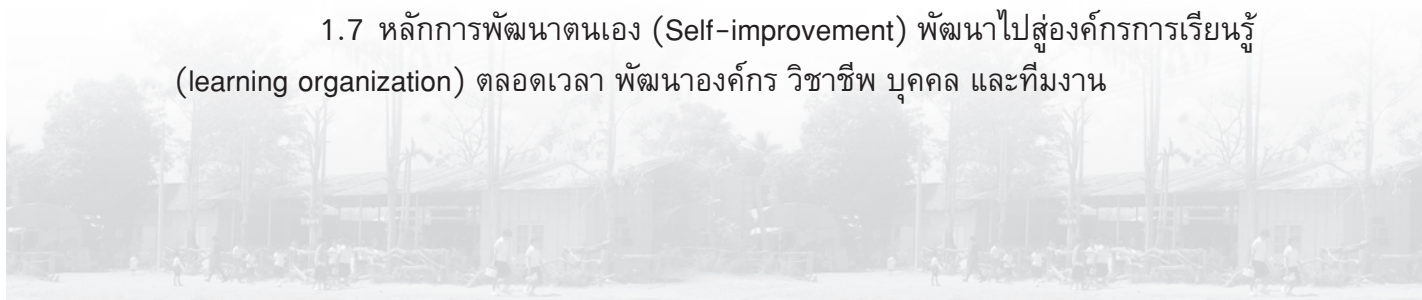 1.7 หลักการพัฒนาตนเอง (Self-improvement) พัฒนาไปสู่องค์กรการเรียนรู้
(learning organization) ตลอดเวลา พัฒนาองค์กร วิชาชีพ บุคคล และทีมงาน